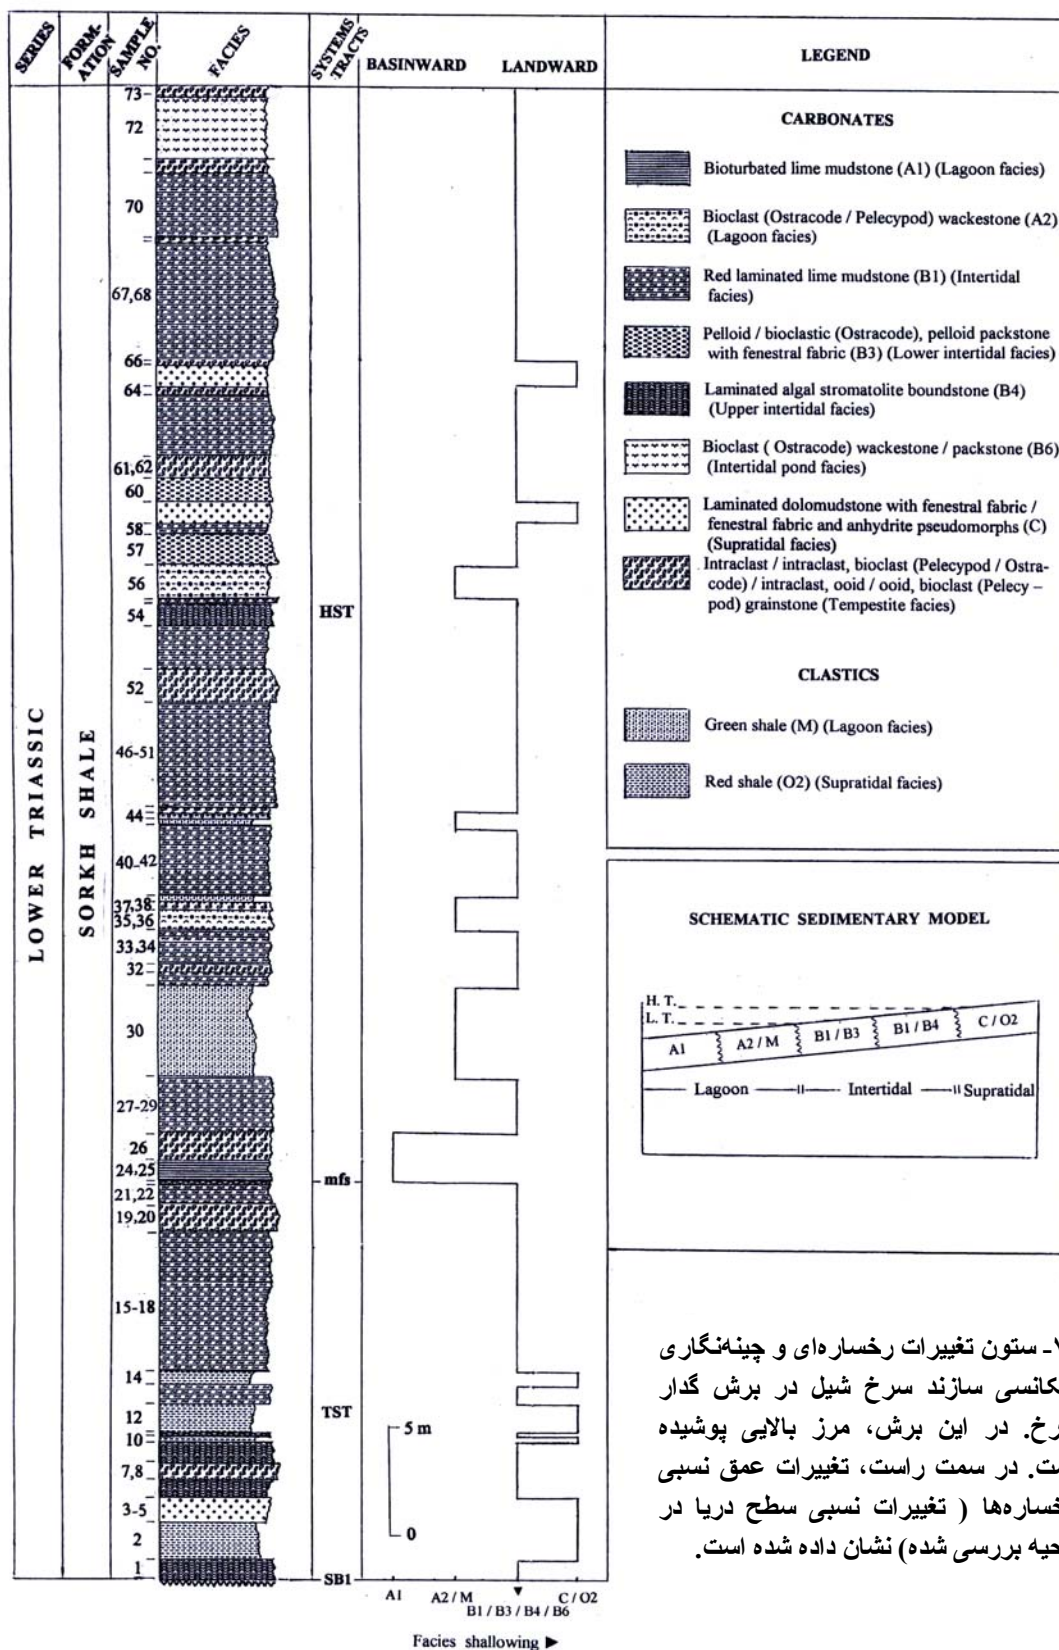 SERIES
FORM-
ATION
SAMPLE
NO.
FACIES
SYSTEMS
TRACTS
BASINWARD LANDWARD
LEGEND
73
72
70
67,68
66
64
61,62
60
58
57
56
54
52
46-51
44
40-42
37,38
35,36
33,34
32
30
27-29
26
24,25
21,22
19,20
15-18
14
12
10
7,8
3-5
2
1
LOWER TRIASSIC
SORKH SHALE
HST
mfs
TST
SB1
5 m
0
A1 A2 / M C / O2
B1 / B3 / B4 / B6
Facies shallowing
CARBONATES
Bioturbated lime mudstone (A1) (Lagoon facies)
Bioclast (Ostracode / Pelecypod) wackestone (A2)
(Lagoon facies)
Red laminated lime mudstone (B1) (Intertidal
facies)
Pelloid / bioclastic (Ostracode), pelloid packstone
with fenestral fabric (B3) (Lower intertidal facies)
Laminated algal stromatolite boundstone (B4)
(Upper intertidal facies)
Bioclast ( Ostracode) wackestone / packstone (B6)
(Intertidal pond facies)
Laminated dolomudstone with fenestral fabric /
fenestral fabric and anhydrite pseudomorphs (C)
(Supratidal facies)
Intraclast / intraclast, bioclast (Pelecypod / Ostra-
code) / intraclast, ooid / ooid, bioclast (Pelecy –
pod) grainstone (Tempestite facies)
CLASTICS
Green shale (M) (Lagoon facies)
Red shale (O2) (Supratidal facies)
SCHEMATIC SEDIMENTARY MODEL
H. T.
L. T.
A1 A2 / M B1 / B3 B1 / B4 C / O2
Lagoon Intertidal Supratidal
۷- ستون تغییرات رخساره‌ای و چینه‌نگاری
کانسی سازند سرخ شیل در برش گدار
رخ. در این برش، مرز بالایی پوشیده
ست. در سمت راست، تغییرات عمق نسبی
خساره‌ها ( تغییرات نسبی سطح دریا در
حیه بررسی شده) نشان داده شده است.